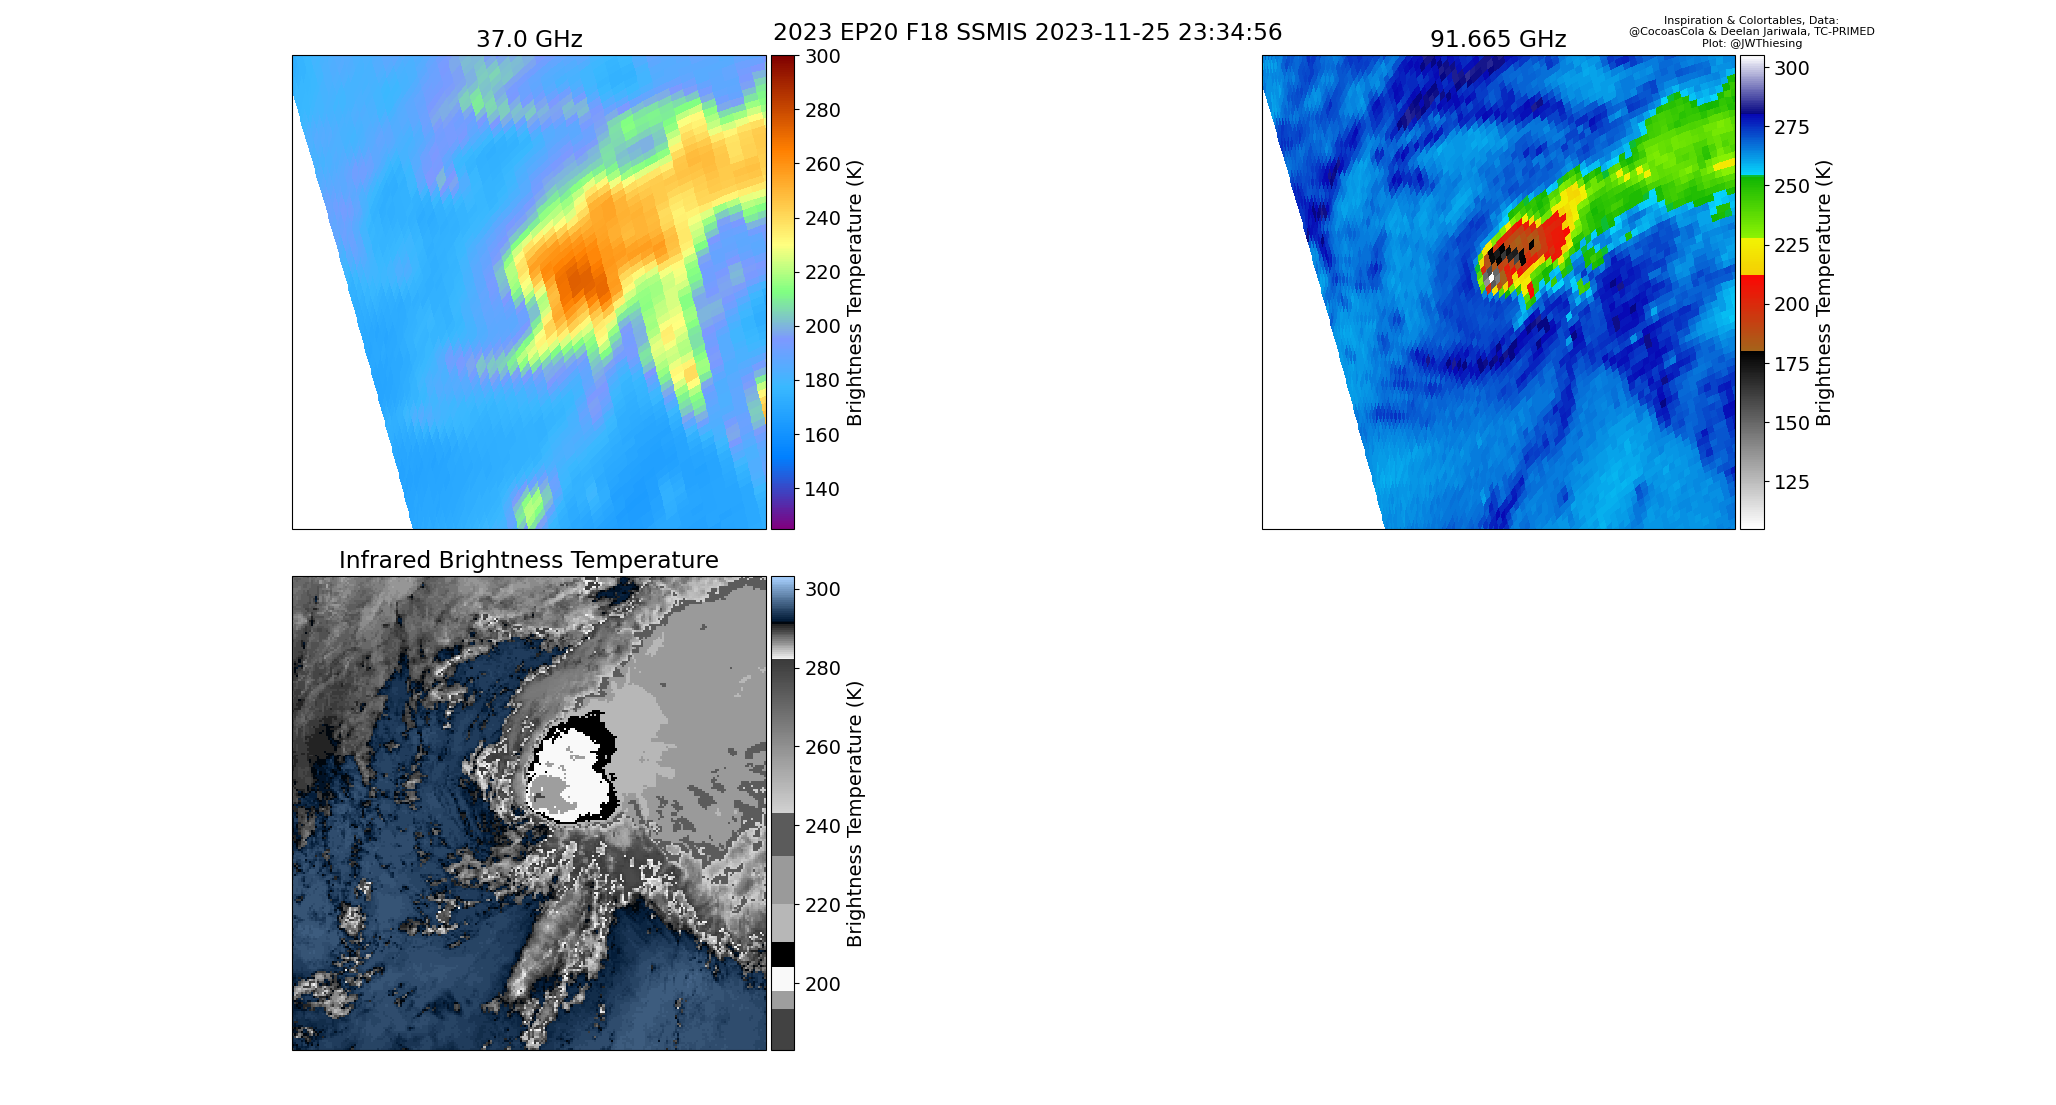 2023 EP20 F18 SSMIS 2023-11-25 23:34:56
Inspiration & Colortables, Data:
@CocoasCola & Deelan Jariwala, TC-PRIMED
Plot: @JWThiesing
37.0 GHz
300
280
260
240
220
200
180
160
140
Brightness Temperature (K)
91.665 GHz
300
275
250
225
200
175
150
125
Brightness Temperature (K)
Infrared Brightness Temperature
300
280
260
240
220
200
Brightness Temperature (K)